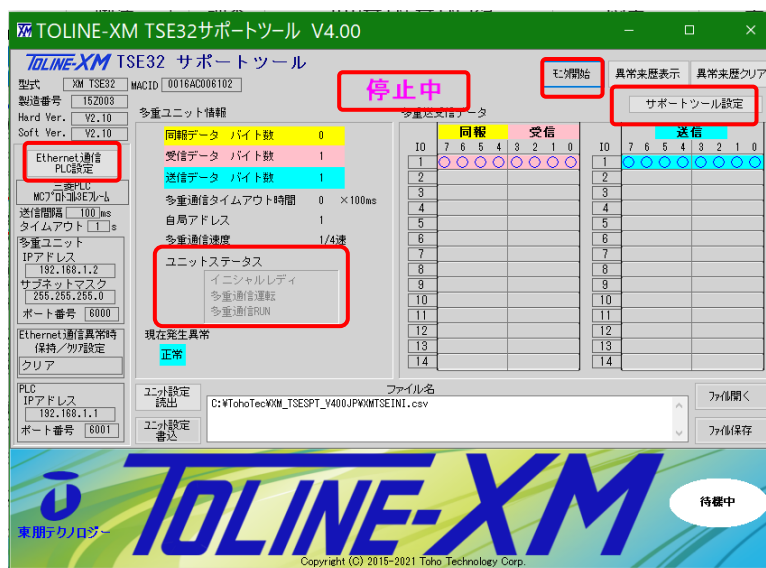 TOLINE-XM TSE32サポートツール V4.00
TOLINE-XM TSE32 サポートツール
型式 XM TSE32 MACID 0016AC006102
停止中
モニタ開始 異常来歴表示 異常来歴クリア
製造番号 15Z003
サポートツール設定
Hard Ver. V2.10
Soft Ver. V2.10
多重ユニット情報
多重送受信データ
同報データ バイト数 0
受信データ バイト数 1
送信データ バイト数 1
多重通信タイムアウト時間 0 ×100ms
自局アドレス 1
多重通信速度 1/4速
ユニットステータス
イニシャルレディ
多重通信運転
多重通信RUN
現在発生異常
正常
同報 受信 送信
IO 7 6 5 4 3 2 1 0 IO 7 6 5 4 3 2 1 0
1 1
2 2
3 3
4 4
5 5
6 6
7 7
8 8
9 9
10 10
11 11
12 12
13 13
14 14
Ethernet通信
PLC設定
三菱PLC
MCプロトコル3Eフレーム
送信間隔 100 ms
タイムアウト 1 s
多重ユニット
IPアドレス
192.168.1.2
サブネットマスク
255.255.255.0
ポート番号 6000
Ethernet通信異常時
保持/クリア設定
クリア
PLC
IPアドレス
192.168.1.1
ポート番号 6001
ユニット設定
読出
ユニット設定
書込
ファイル名
C:¥TohoTec¥XM_TSESPT_V400JP¥XMTSEINI.csv
ファイル開く
ファイル保存
東朋テクノロジー
TOLINE-XM
待機中
Copyright (C) 2015-2021 Toho Technology Corp.